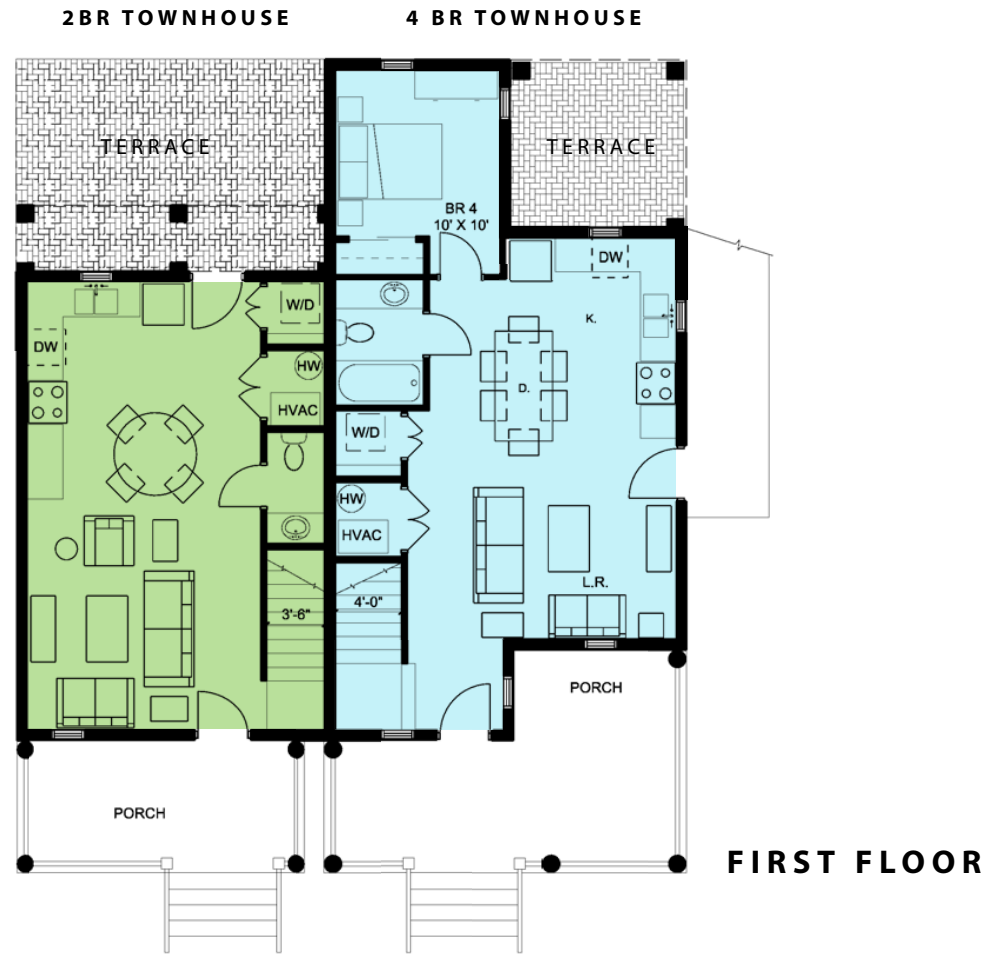 2BR TOWNHOUSE
4 BR TOWNHOUSE
TERRACE
TERRACE
BR 4
10' X 10'
DW
W/D
K.
DW
HW
D.
HVAC
W/D
HW
HVAC
L.R.
3'-6"
4'-0"
PORCH
PORCH
FIRST FLOOR